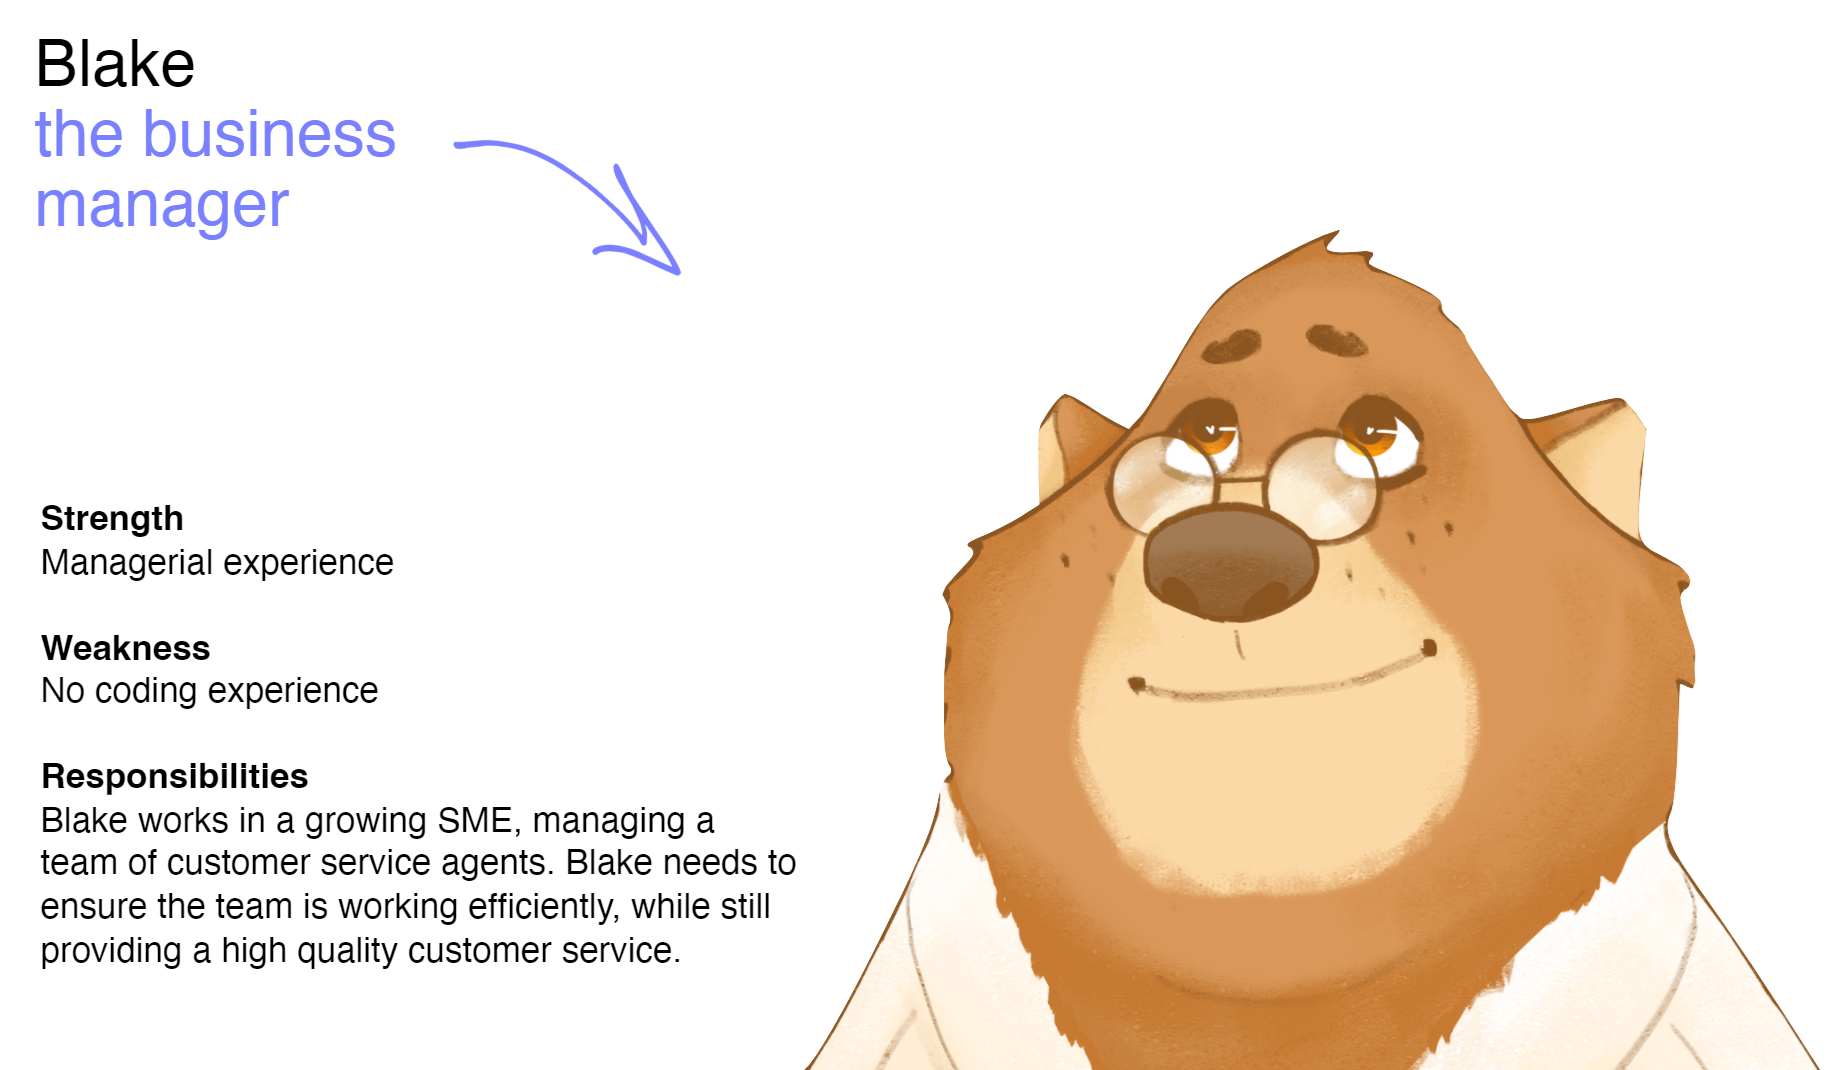 Blake
the business
manager
Strength
Managerial experience
Weakness
No coding experience
Responsibilities
Blake works in a growing SME, managing a
team of customer service agents. Blake needs to
ensure the team is working efficiently, while still
providing a high quality customer service.